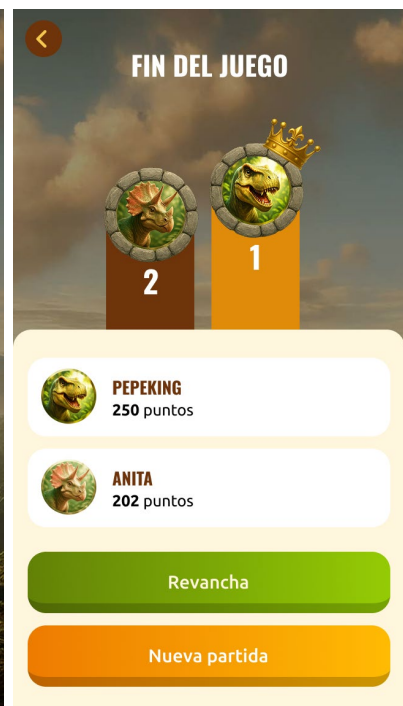 FIN DEL JUEGO
2
1
PEPEKING
250 puntos
ANITA
202 puntos
Revancha
Nueva partida